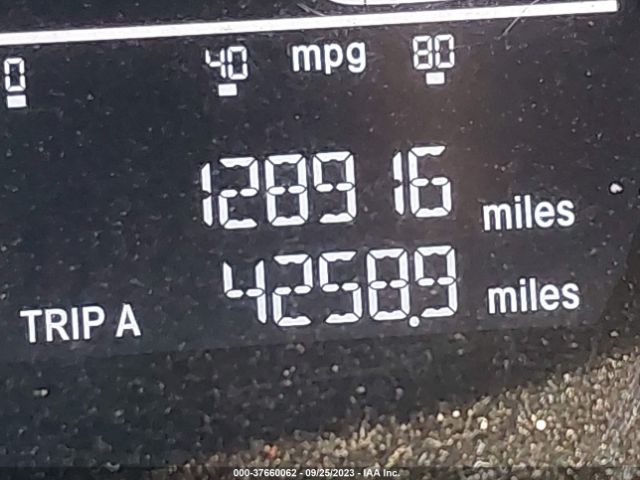 0 40 mpg 80
128916 miles
TRIP A 4258.9 miles
000-37660062 - 09/25/2023 - IAA Inc.